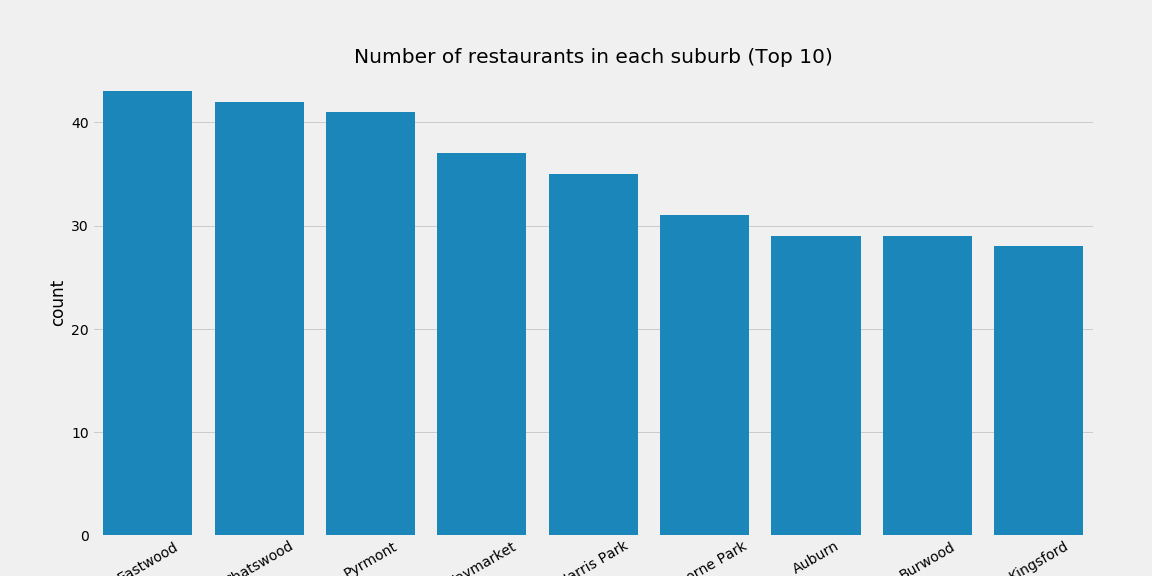 Number of restaurants in each suburb (Top 10)
count
40
30
20
10
0
Eastwood
Chatswood
Pyrmont
Haymarket
Harris Park
Park
Auburn
Burwood
Kingsford